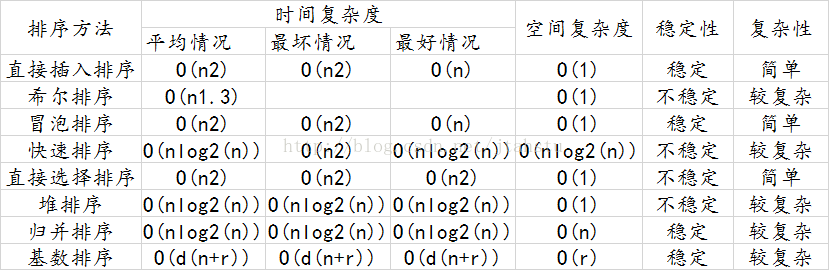 排序方法 时间复杂度 空间复杂度 稳定性 复杂性
平均情况 最坏情况 最好情况
直接插入排序 O(n2) O(n2) O(n) O(1) 稳定 简单
希尔排序 O(n1.3) O(1) 不稳定 较复杂
冒泡排序 O(n2) O(n2) O(n) O(1) 稳定 简单
快速排序 O(nlog2(n)) O(n2) O(nlog2(n)) O(nlog2(n)) 不稳定 较复杂
直接选择排序 O(n2) O(n2) O(n2) O(1) 不稳定 简单
堆排序 O(nlog2(n)) O(nlog2(n)) O(nlog2(n)) O(1) 不稳定 较复杂
归并排序 O(nlog2(n)) O(nlog2(n)) O(nlog2(n)) O(n) 稳定 较复杂
基数排序 O(d(n+r)) O(d(n+r)) O(d(n+r)) O(r) 稳定 较复杂